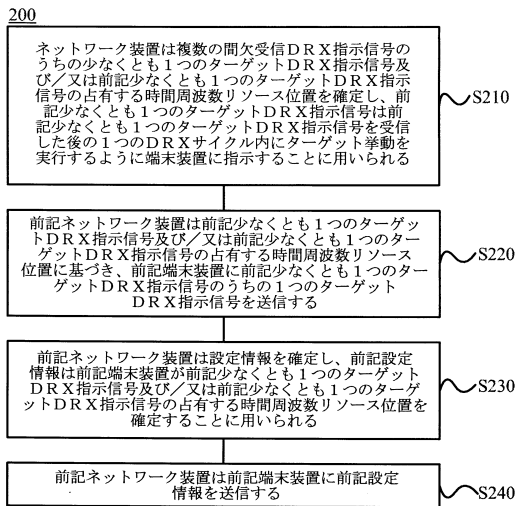 200
ネットワーク装置は複数の間欠受信DRX指示信号の
うちの少なくとも1つのターゲットDRX指示信号及
び/又は前記少なくとも1つのターゲットDRX指示
信号の占有する時間周波数リソース位置を確定し、前
記少なくとも1つのターゲットDRX指示信号は前
記少なくとも1つのターゲットDRX指示信号を受信
した後の1つのDRXサイクル内にターゲット挙動を
実行するように端末装置に指示することに用いられる
S210
前記ネットワーク装置は前記少なくとも1つのターゲッ
トDRX指示信号及び/又は前記少なくとも1つのター
ゲットDRX指示信号の占有する時間周波数リソース
位置に基づき、前記端末装置に前記少なくとも1つのター
ゲットDRX指示信号のうちの1つのターゲット
DRX指示信号を送信する
S220
前記ネットワーク装置は設定情報を確定し、前記設定
情報は前記端末装置が前記少なくとも1つのターゲット
DRX指示信号及び/又は前記少なくとも1つのターゲ
ットDRX指示信号の占有する時間周波数リソース位置を
確定することに用いられる
S230
前記ネットワーク装置は前記端末装置に前記設定
情報を送信する
S240